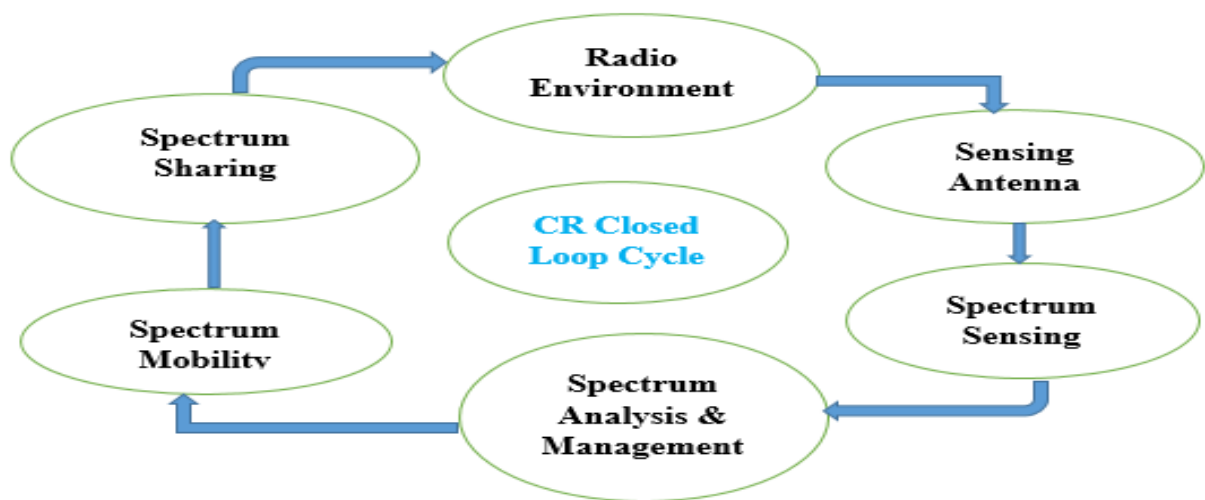 Radio
Environment
Spectrum
Sharing
Sensing
Antenna
CR Closed
Loop Cycle
Spectrum
Sensing
Spectrum
Mobility
Spectrum
Analysis &
Management